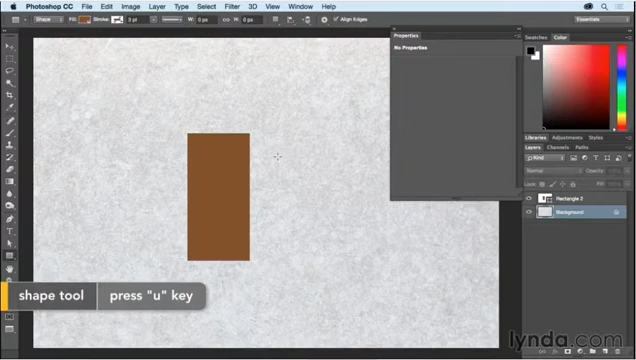 Photoshop CC File Edit Image Layer Type Select Filter 3D View Window Help
Shape Fill: Stroke: 3 pt W: 0 px H: 0 px Align Edges Essentials
Properties
No Properties
Swatches Color
Libraries Adjustments Styles
Layers Channels Paths
Kind
Normal Opacity:
Lock: Fill:
Rectangle 2
Background
shape tool press "u" key
lynda.com